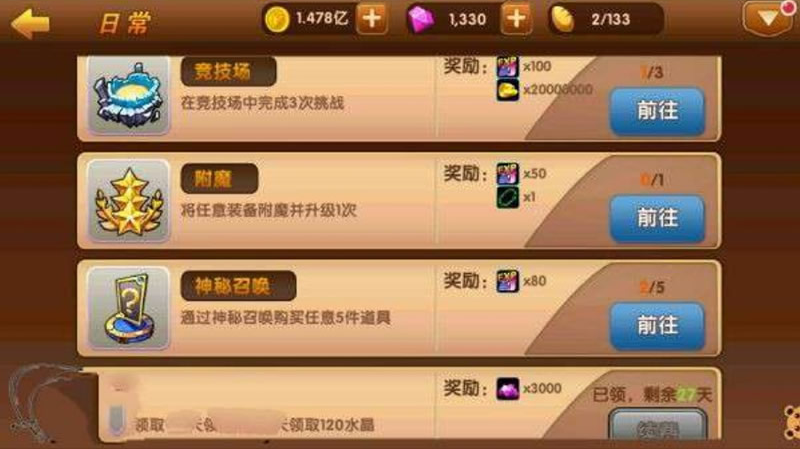 日常
1.478亿
1,330
2/133
竞技场
在竞技场中完成3次挑战
奖励:
x100
x20000000
1/3
前往
附魔
将任意装备附魔并升级1次
奖励:
x50
x1
0/1
前往
神秘召唤
通过神秘召唤购买任意5件道具
奖励:
x80
2/5
前往
领取
领取120水晶
奖励:
x3000
已领，剩余27天
续费